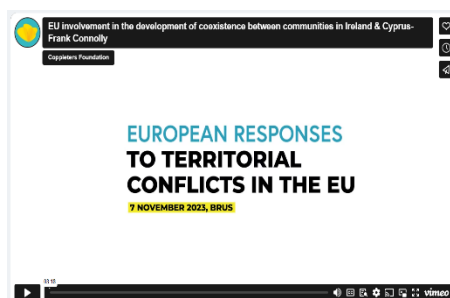 EU involvement in the development of coexistence between communities in Ireland & Cyprus-
Frank Connolly
Coppieters Foundation
EUROPEAN RESPONSES
TO TERRITORIAL
CONFLICTS IN THE EU
7 NOVEMBER 2023, BRUS
vimeo